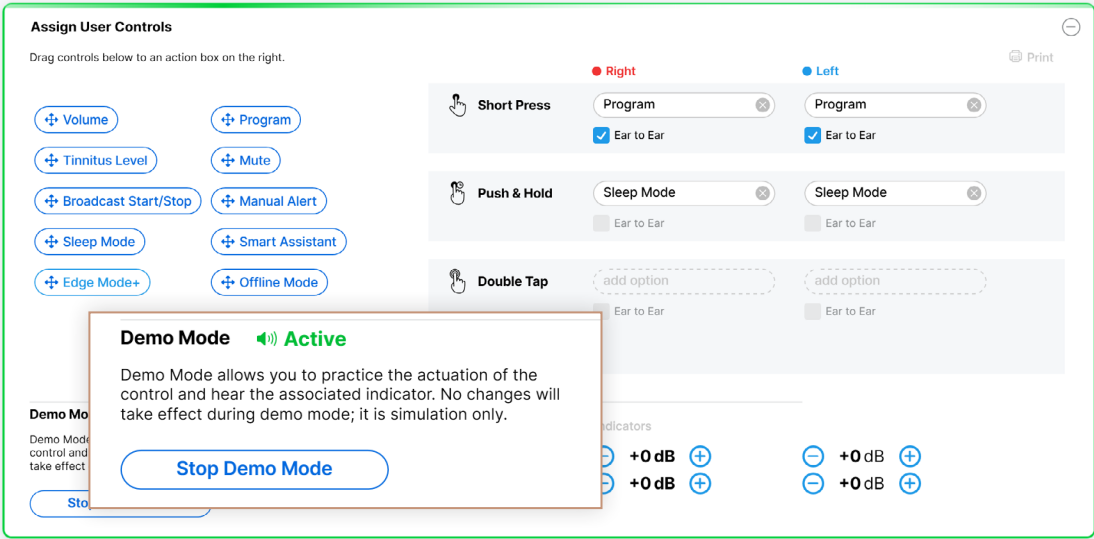 Assign User Controls
Drag controls below to an action box on the right.
Print
Right
Left
Volume
Program
Tinnitus Level
Mute
Broadcast Start/Stop
Manual Alert
Sleep Mode
Smart Assistant
Edge Mode+
Offline Mode
Short Press
Program
Program
Ear to Ear
Ear to Ear
Push & Hold
Sleep Mode
Sleep Mode
Ear to Ear
Ear to Ear
Double Tap
add option
add option
Ear to Ear
Ear to Ear
Demo Mode Active
Demo Mode allows you to practice the actuation of the
control and hear the associated indicator. No changes will
take effect during demo mode; it is simulation only.
Stop Demo Mode
Demo Mo
Demo Mode
control and
take effect
Sto
ndicators
+0 dB
+0 dB
+0 dB
+0 dB